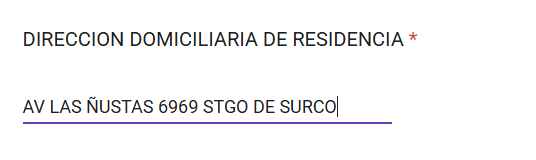 DIRECCION DOMICILIARIA DE RESIDENCIA *
AV LAS ÑUSTAS 6969 STGO DE SURCO